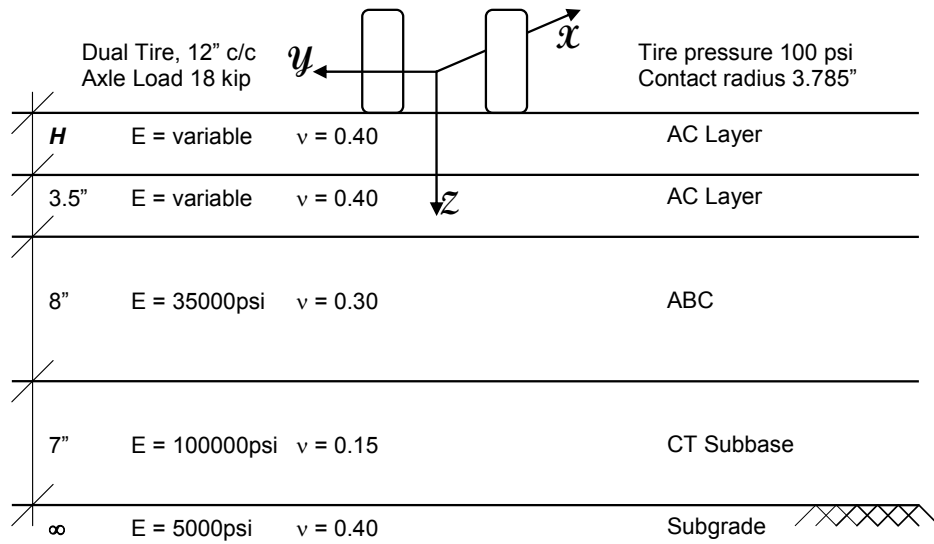 Dual Tire, 12” c/c
Axle Load 18 kip
y
x
Tire pressure 100 psi
Contact radius 3.785”
H E = variable ν = 0.40 AC Layer
3.5” E = variable ν = 0.40 AC Layer
z
8” E = 35000psi ν = 0.30 ABC
7” E = 100000psi ν = 0.15 CT Subbase
∞ E = 5000psi ν = 0.40 Subgrade